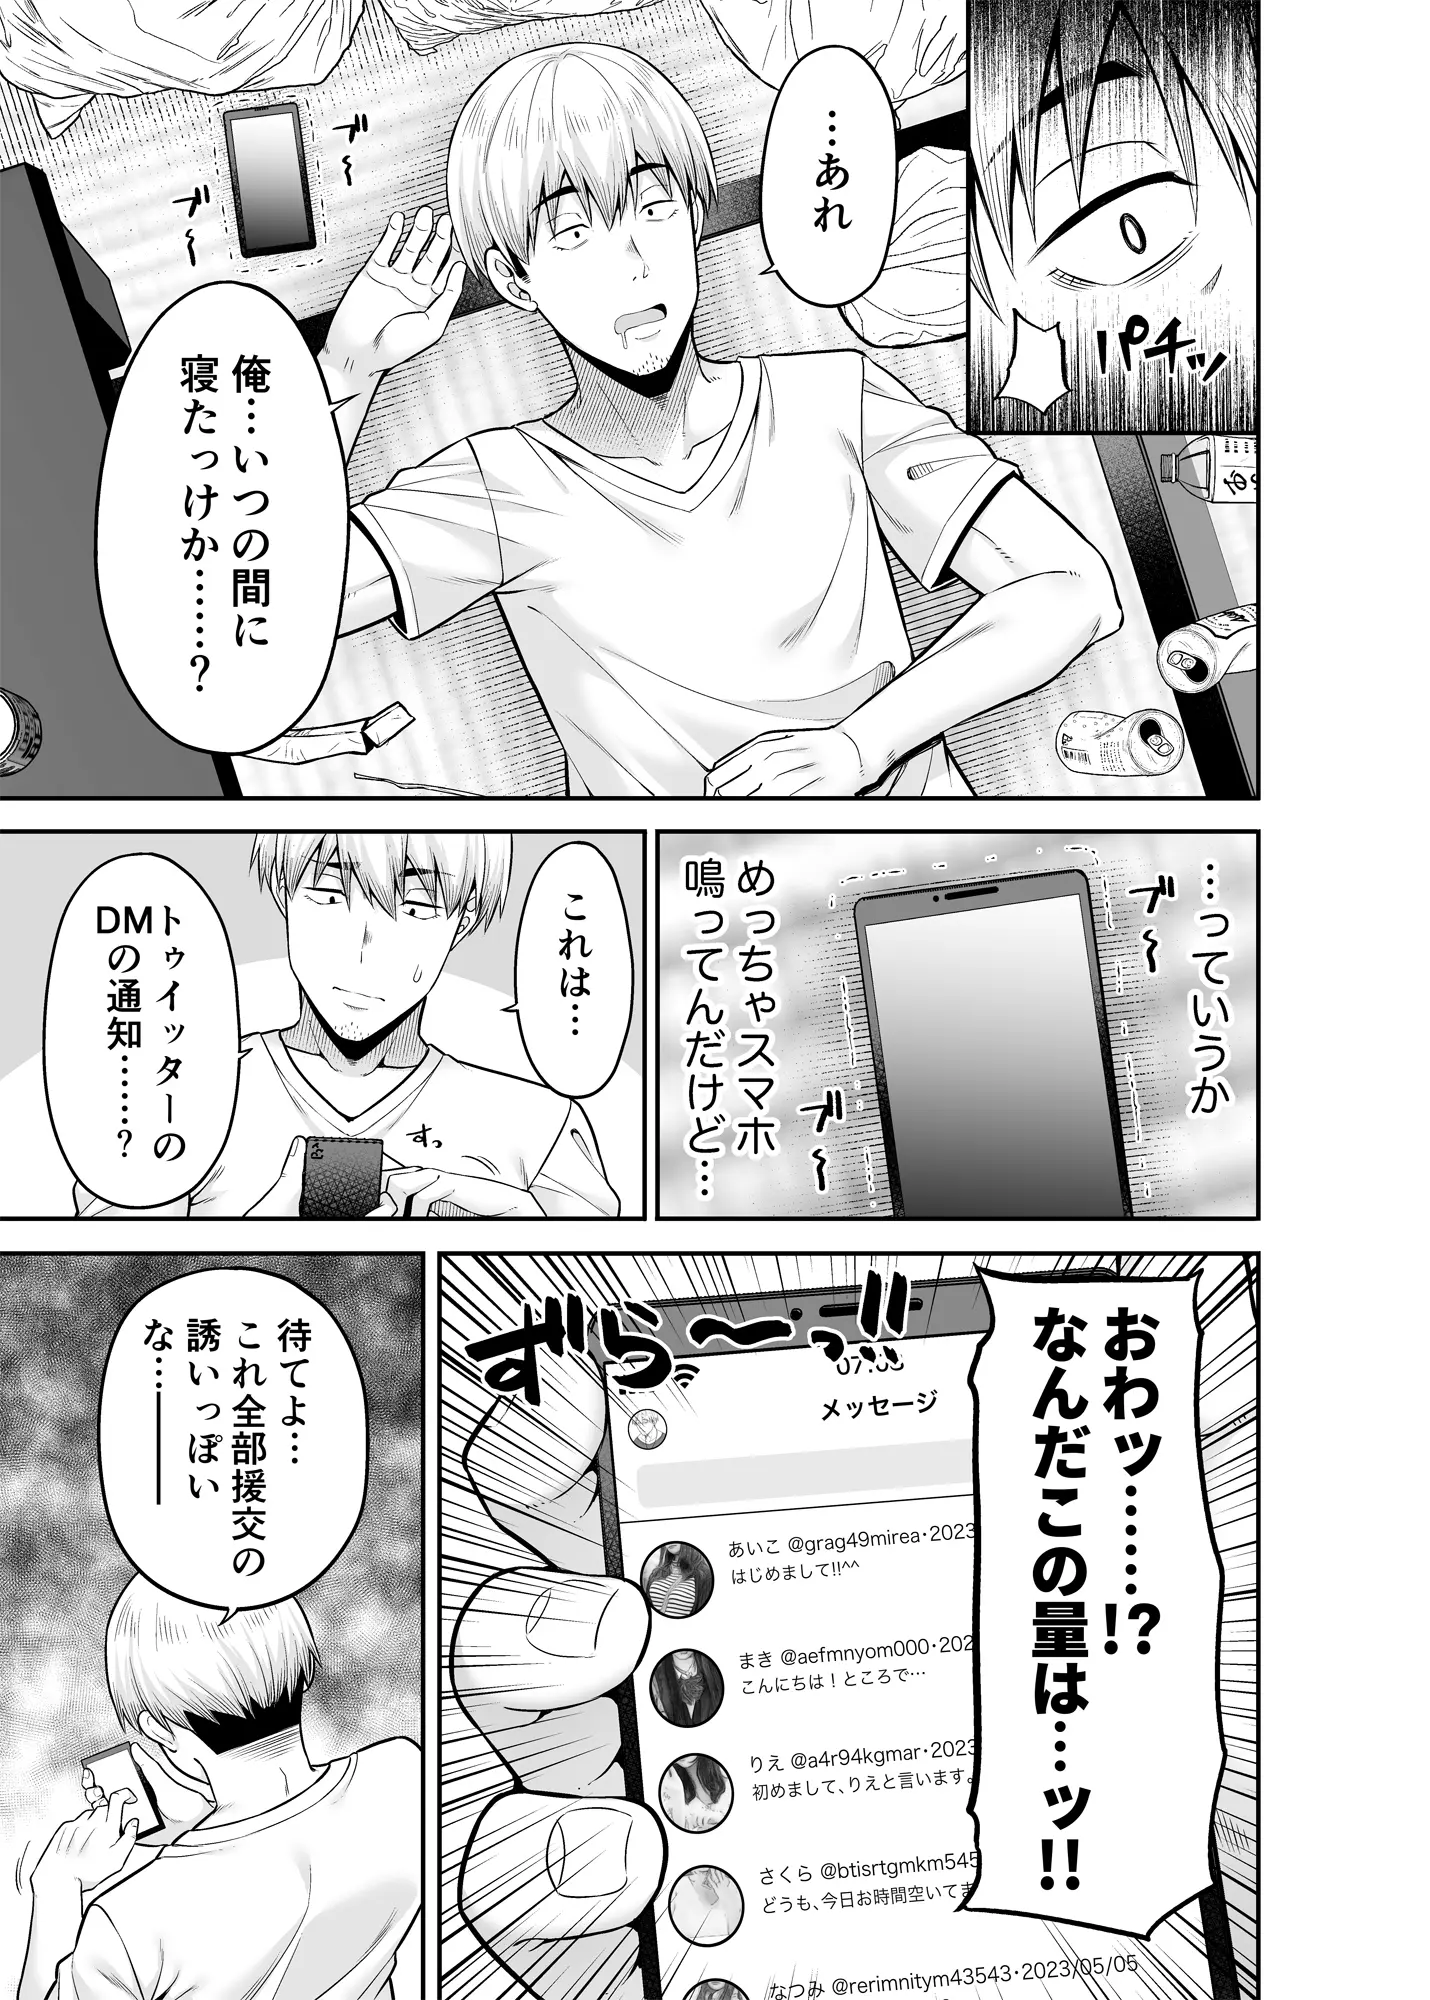 パチッ
…あれ
ズ〜
ズ〜
俺…いつの間に
寝たっけか……?
…っていうか
ズ〜
ズ〜
めっちゃスマホ
鳴ってんだけど…
これは…
すっ
トゥイッターの
DMの通知……?
おわッ……!?
なんだこの量は…ッ!!
ずら〜っ!!
メッセージ
あいこ @grag49mirea・2023
はじめまして!!^^
まき @aefmnyom000・202
こんにちは！ところで…
りえ @a4r94kgmar・2023
初めまして、りえと言います。
さくら @btisrtgmkm545
どうも、今日お時間空いてま
なつみ @rerimnitym43543・2023/05/05
待てよ…
これ全部援交の
誘いっぽい
な…――